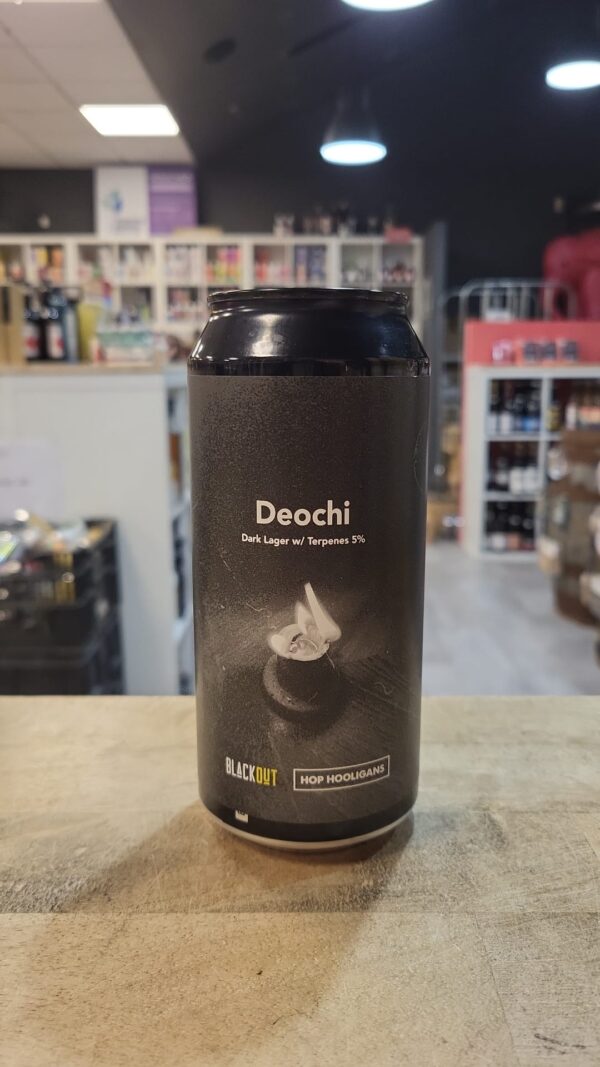 Deochi
Dark Lager w/ Terpenes 5%
BLACKOUT
HOP HOOLIGANS